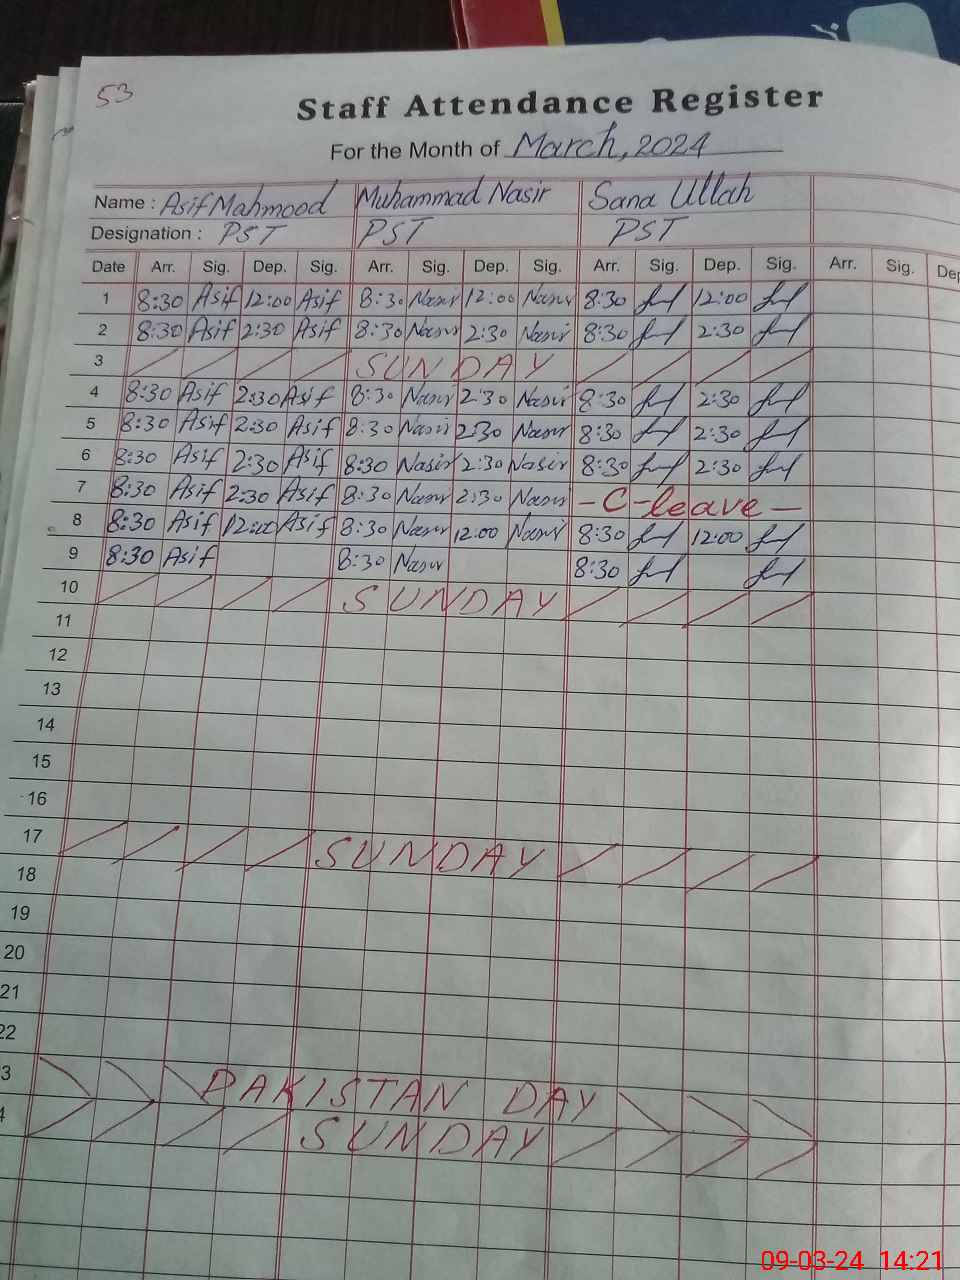 53
Staff Attendance Register
For the Month of March, 2024
Name : Asif Mahmood Muhammad Nasir Sana Ullah
Designation : PST PST PST
Date Arr. Sig. Dep. Sig. Arr. Sig. Dep. Sig. Arr. Sig. Dep. Sig. Arr. Sig. Dep
1 8:30 Asif 12:00 Asif 8:30 Nasir 12:00 Nasir 8:30 12:00
2 8:30 Asif 2:30 Asif 8:30 Nasir 2:30 Nasir 8:30 2:30
3 SUNDAY
4 8:30 Asif 2:30 Asif 8:30 Nasir 2:30 Nasir 8:30 2:30
5 8:30 Asif 2:30 Asif 8:30 Nasir 2:30 Nasir 8:30 2:30
6 8:30 Asif 2:30 Asif 8:30 Nasir 2:30 Nasir 8:30 2:30
7 8:30 Asif 2:30 Asif 8:30 Nasir 2:30 Nasir - C-leave -
8 8:30 Asif 12:00 Asif 8:30 Nasir 12:00 Nasir 8:30 12:00
9 8:30 Asif 8:30 Nasir 8:30
10 SUNDAY
11
12
13
14
15
16
17 SUNDAY
18
19
20
21
22
3 PAKISTAN DAY
4 SUNDAY
09-03-24 14:21